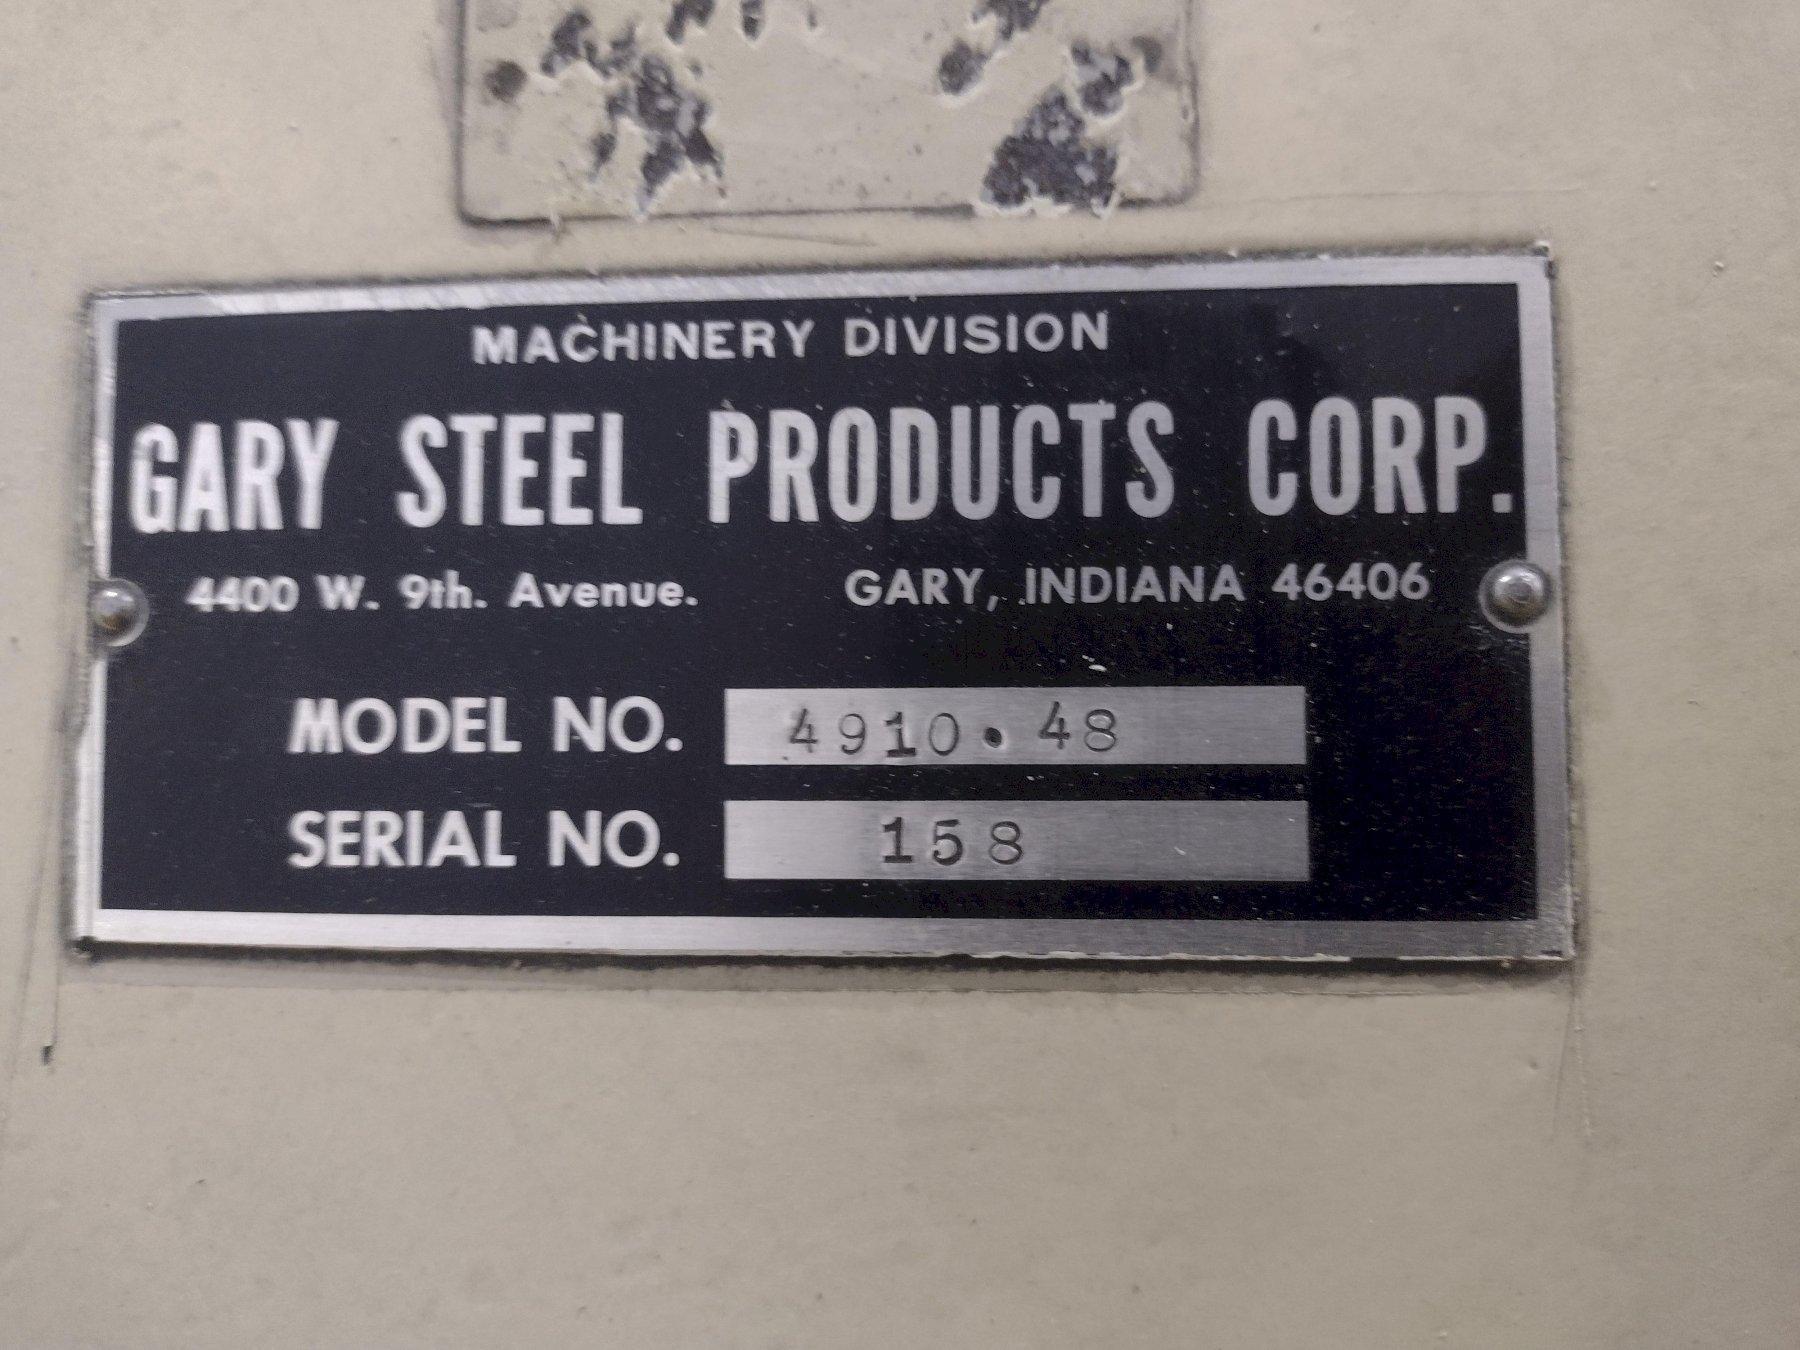 MACHINERY DIVISION
GARY STEEL PRODUCTS CORP.
4400 W. 9th. Avenue. GARY, INDIANA 46406
MODEL NO. 4910.48
SERIAL NO. 158